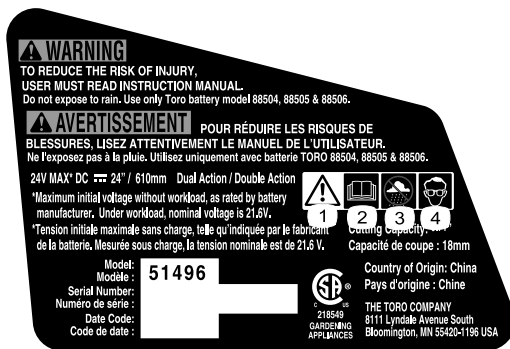 WARNING
TO REDUCE THE RISK OF INJURY,
USER MUST READ INSTRUCTION MANUAL.
Do not expose to rain. Use only Toro battery model 88504, 88505 & 88506.
AVERTISSEMENT POUR RÉDUIRE LES RISQUES DE
BLESSURES, LISEZ ATTENTIVEMENT LE MANUEL DE L'UTILISATEUR.
Ne l'exposez pas à la pluie. Utilisez uniquement avec batterie TORO 88504, 88505 & 88506.
24V MAX* DC 24" / 610mm Dual Action / Double Action
*Maximum initial voltage without workload, as rated by battery
manufacturer. Under workload, nominal voltage is 21.6V.
*Tension initiale maximale sans charge, telle qu'indiquée par le fabricant
de la batterie. Mesurée sous charge, la tension nominale est de 21.6 V.
1 2 3 4
Cutting Capacity:
Capacité de coupe : 18mm
Model:
Modèle :
51496
Serial Number:
Numéro de série :
Date Code:
Code de date :
SA
®
C US
218549
GARDENING
APPLIANCES
Country of Origin: China
Pays d'origine : Chine
THE TORO COMPANY
8111 Lyndale Avenue South
Bloomington, MN 55420-1196 USA